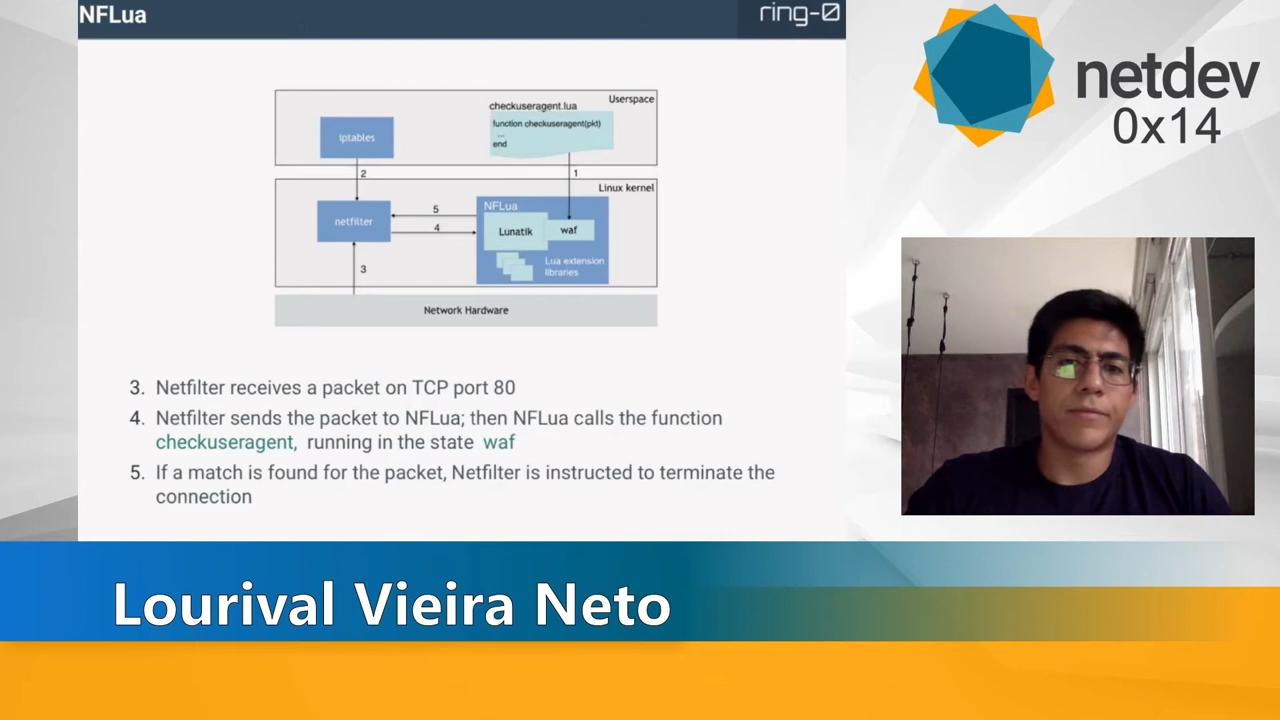 NFLua
ring-0
netdev
0x14
Userspace
checkuseragent.lua
function checkuseragent(pkt)
...
end
iptables
2
1
Linux kernel
netfilter
5
4
NFLua
Lunatik
waf
Lua extension
libraries
3
Network Hardware
3. Netfilter receives a packet on TCP port 80
4. Netfilter sends the packet to NFLua; then NFLua calls the function
checkuseragent, running in the state waf
5. If a match is found for the packet, Netfilter is instructed to terminate the
connection
Lourival Vieira Neto